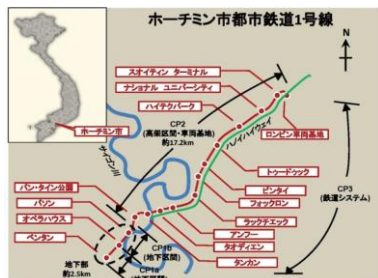 ホーチミン市都市鉄道1号線
N
スオイティン ターミナル
ナショナル ユニバーシティ
ハイテクパーク
CP2
(高架区間・車両基地)
約17.2km
ハノイハイウェイ
ロンビン車両基地
ホーチミン市
サイゴン川
トゥードゥック
ビンタイ
フォックロン
ラックチエック
アンフー
タオディエン
タンカン
CP3
(鉄道システム)
バン・タイン公園
バソン
オペラハウス
ベンタン
地下部
約2.5km
CP1b
(地下区間)
CP1a